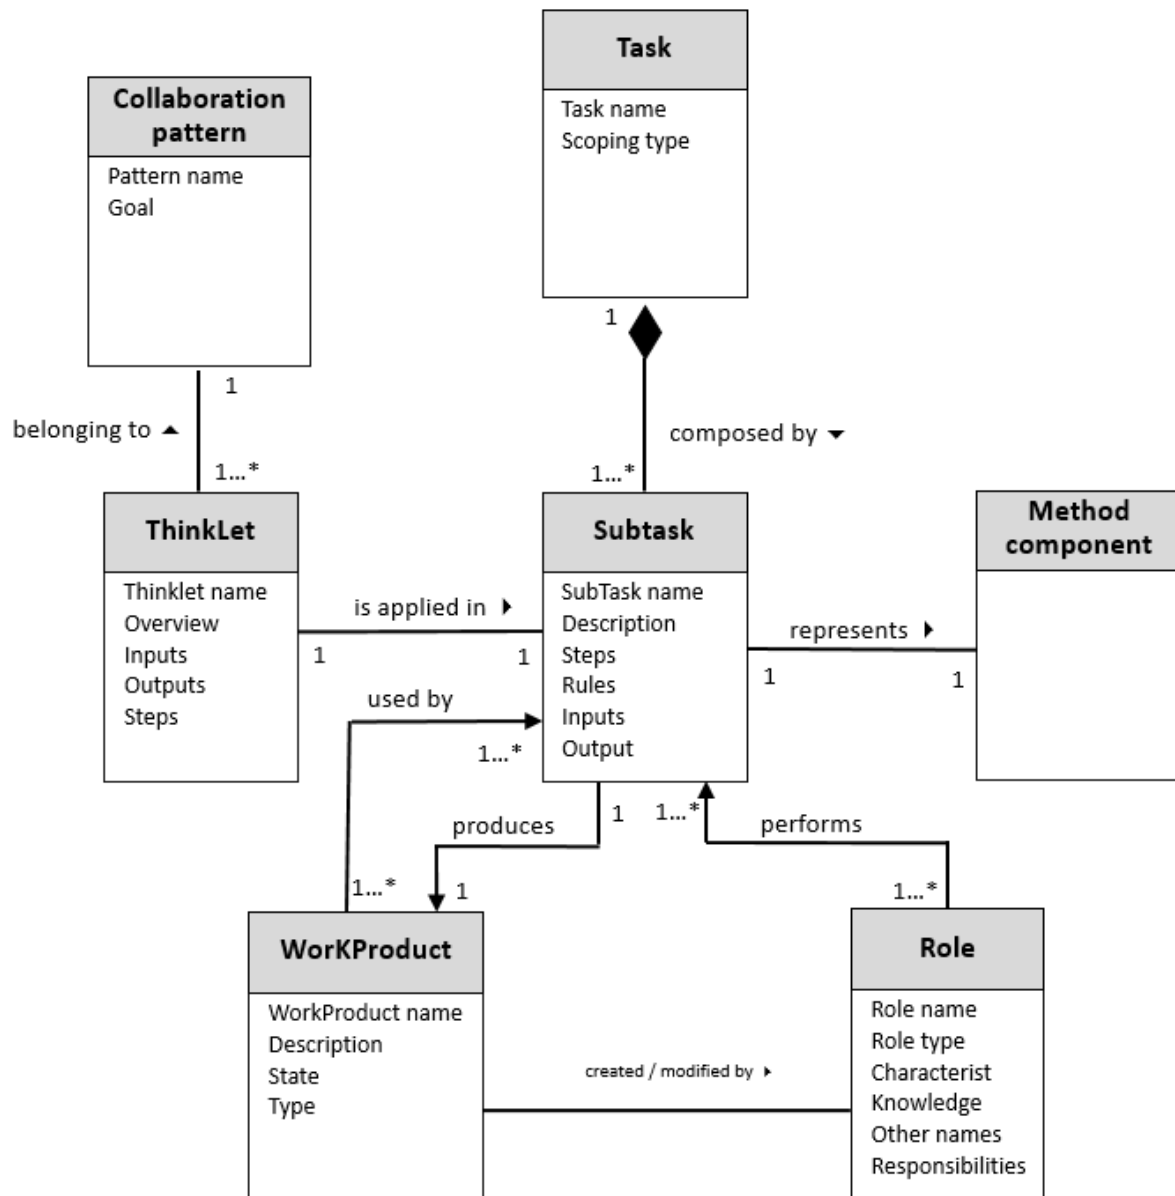 Task
Task name
Scoping type
Collaboration
pattern
Pattern name
Goal
1
1
belonging to
composed by
1...*
1...*
ThinkLet
Thinklet name
Overview
Inputs
Outputs
Steps
is applied in
1
1
Subtask
SubTask name
Description
Steps
Rules
Inputs
Output
represents
1
1
Method
component
used by
1...*
1...*
produces
1
1
performs
1...*
1...*
WorKProduct
WorkProduct name
Description
State
Type
created / modified by
Role
Role name
Role type
Characterist
Knowledge
Other names
Responsibilities